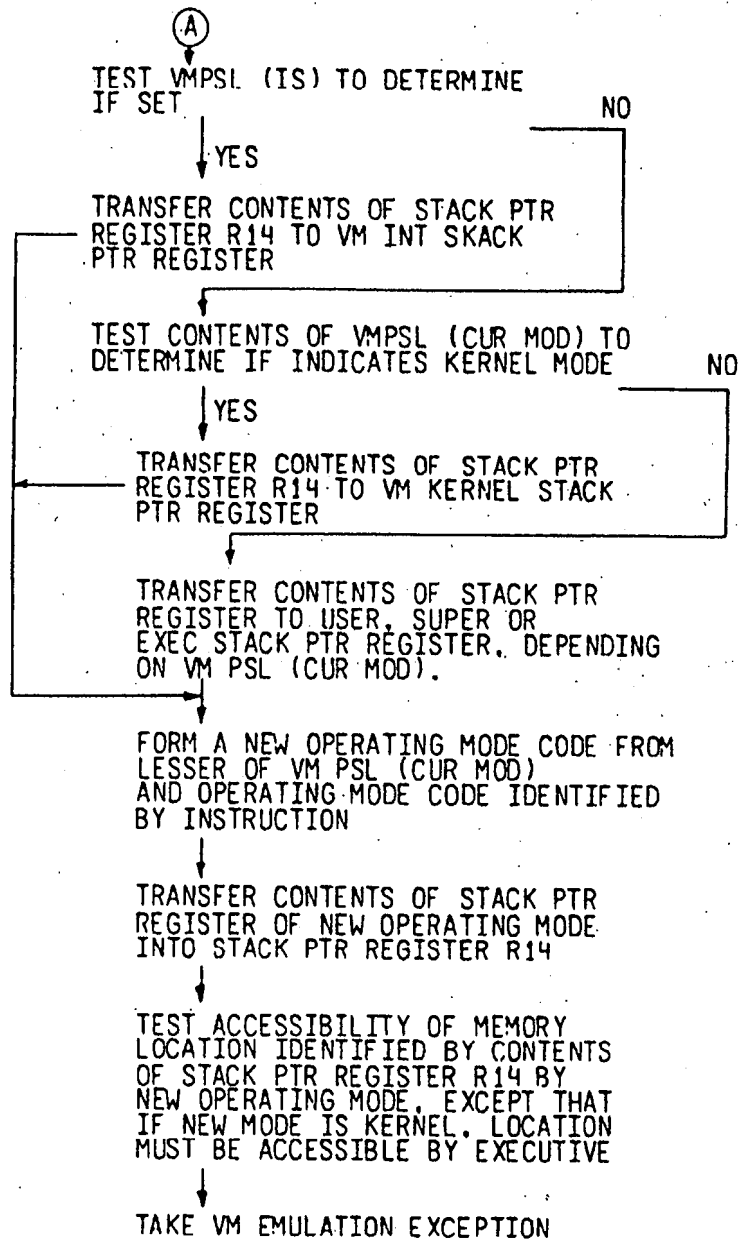 A
TEST VMPSL (IS) TO DETERMINE
IF SET
NO
YES
TRANSFER CONTENTS OF STACK PTR
REGISTER R14 TO VM INT SKACK
PTR REGISTER
TEST CONTENTS OF VMPSL (CUR MOD) TO
DETERMINE IF INDICATES KERNEL MODE
NO
YES
TRANSFER CONTENTS OF STACK PTR
REGISTER R14 TO VM KERNEL STACK
PTR REGISTER
TRANSFER CONTENTS OF STACK PTR
REGISTER TO USER, SUPER OR
EXEC STACK PTR REGISTER, DEPENDING
ON VM PSL (CUR MOD).
FORM A NEW OPERATING MODE CODE FROM
LESSER OF VM PSL (CUR MOD)
AND OPERATING MODE CODE IDENTIFIED
BY INSTRUCTION
TRANSFER CONTENTS OF STACK PTR
REGISTER OF NEW OPERATING MODE
INTO STACK PTR REGISTER R14
TEST ACCESSIBILITY OF MEMORY
LOCATION IDENTIFIED BY CONTENTS
OF STACK PTR REGISTER R14 BY
NEW OPERATING MODE, EXCEPT THAT
IF NEW MODE IS KERNEL, LOCATION
MUST BE ACCESSIBLE BY EXECUTIVE
TAKE VM EMULATION EXCEPTION